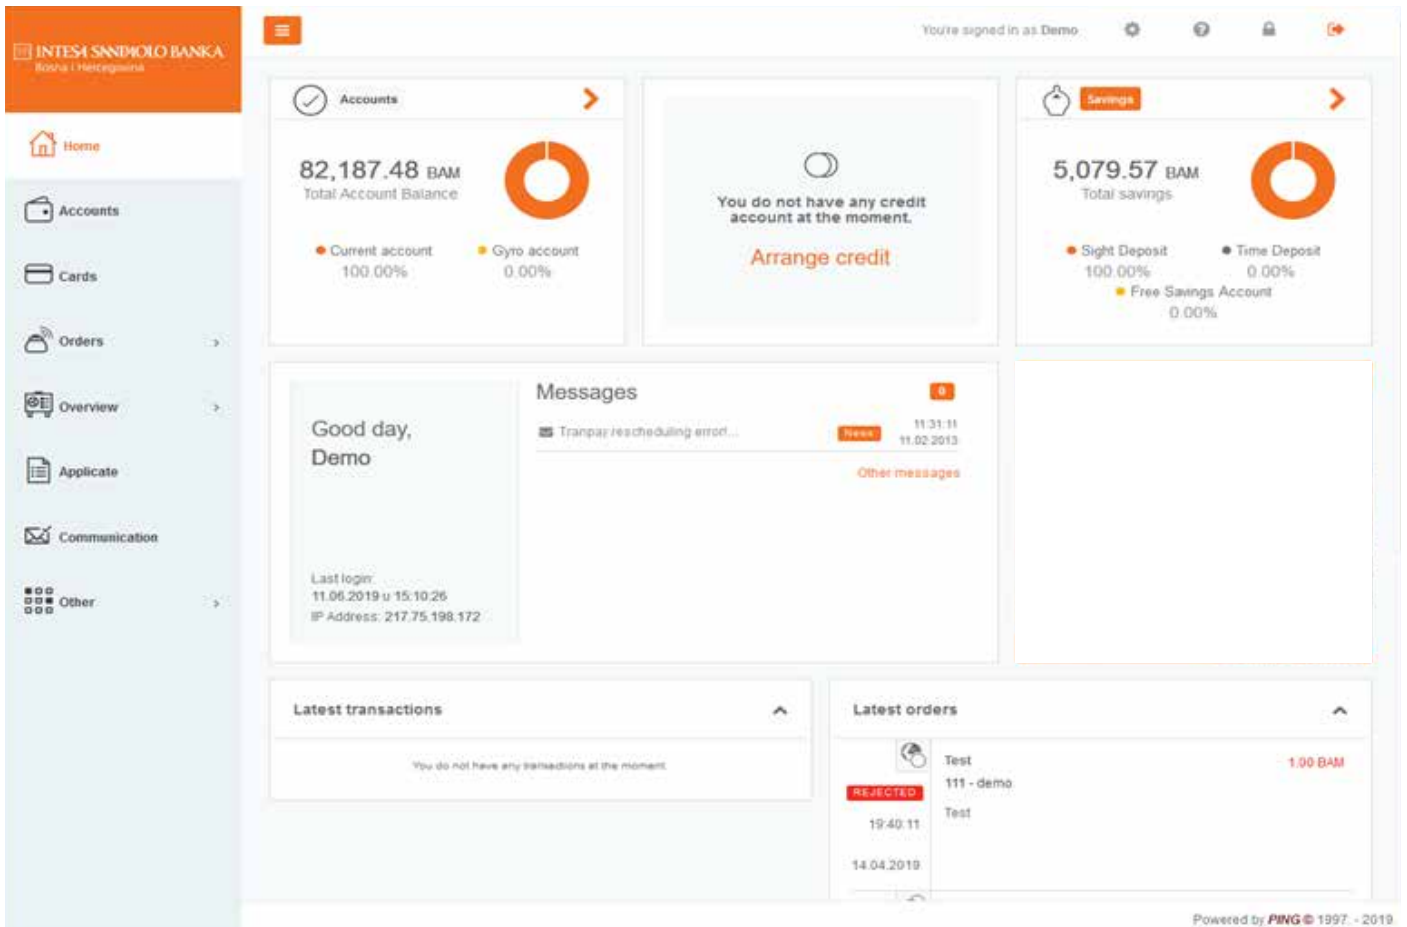 INTESA SANPAOLO BANKA
Bosna i Hercegovina
You're signed in as Demo
Home
Accounts
Cards
Orders
Overview
Applicate
Communication
Other
Accounts
82,187.48 BAM
Total Account Balance
Current account
100.00%
Gyro account
0.00%
You do not have any credit
account at the moment.
Arrange credit
Savings
5,079.57 BAM
Total savings
Sight Deposit
100.00%
Time Deposit
0.00%
Free Savings Account
0.00%
Good day,
Demo
Last login:
11.06.2019 u 15:10:26
IP Address: 217.75.198.172
Messages
0
Tranpay rescheduling error!...
News
11:31:11
11.02.2013
Other messages
Latest transactions
You do not have any transactions at the moment.
Latest orders
REJECTED
19:40:11
14.04.2019
Test
111 - demo
Test
1.00 BAM
Powered by PING © 1997. - 2019.